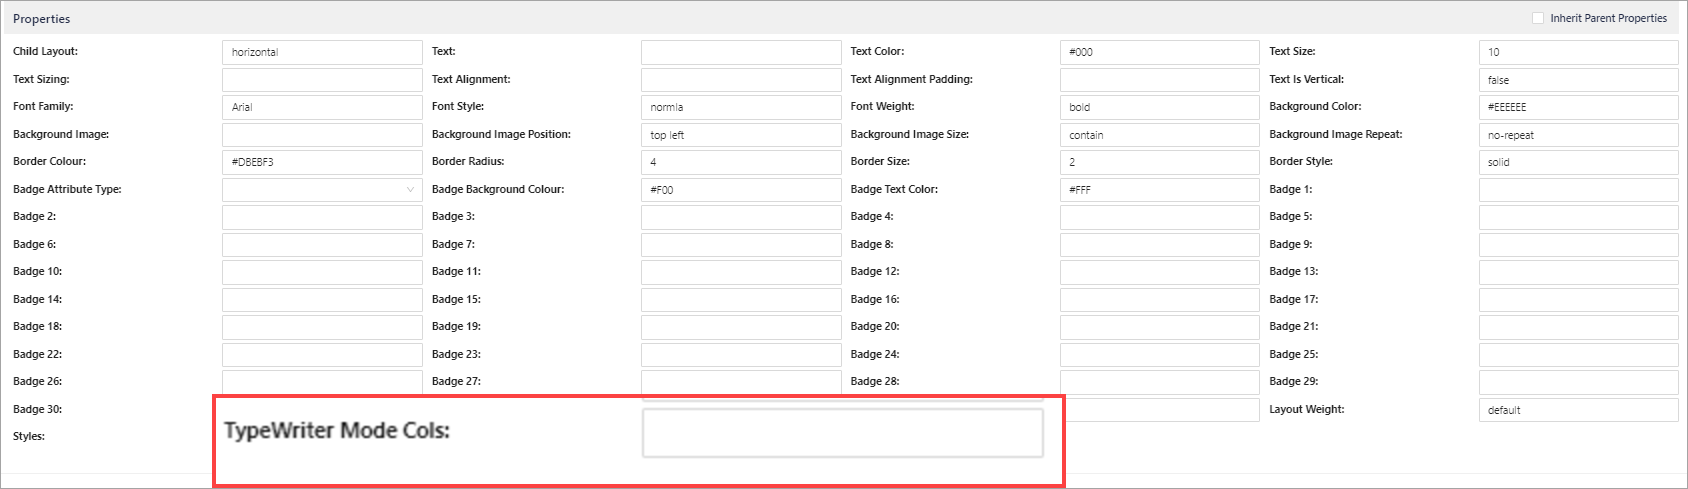 Properties Inherit Parent Properties
Child Layout: horizontal Text: Text Color: #000 Text Size: 10
Text Sizing: Text Alignment: Text Alignment Padding: Text Is Vertical: false
Font Family: Arial Font Style: normla Font Weight: bold Background Color: #EEEEEE
Background Image: Background Image Position: top left Background Image Size: contain Background Image Repeat: no-repeat
Border Colour: #DBEBF3 Border Radius: 4 Border Size: 2 Border Style: solid
Badge Attribute Type: Badge Background Colour: #F00 Badge Text Color: #FFF Badge 1:
Badge 2: Badge 3: Badge 4: Badge 5:
Badge 6: Badge 7: Badge 8: Badge 9:
Badge 10: Badge 11: Badge 12: Badge 13:
Badge 14: Badge 15: Badge 16: Badge 17:
Badge 18: Badge 19: Badge 20: Badge 21:
Badge 22: Badge 23: Badge 24: Badge 25:
Badge 26: Badge 27: Badge 28: Badge 29:
Badge 30: Layout Weight: default
TypeWriter Mode Cols:
Styles: